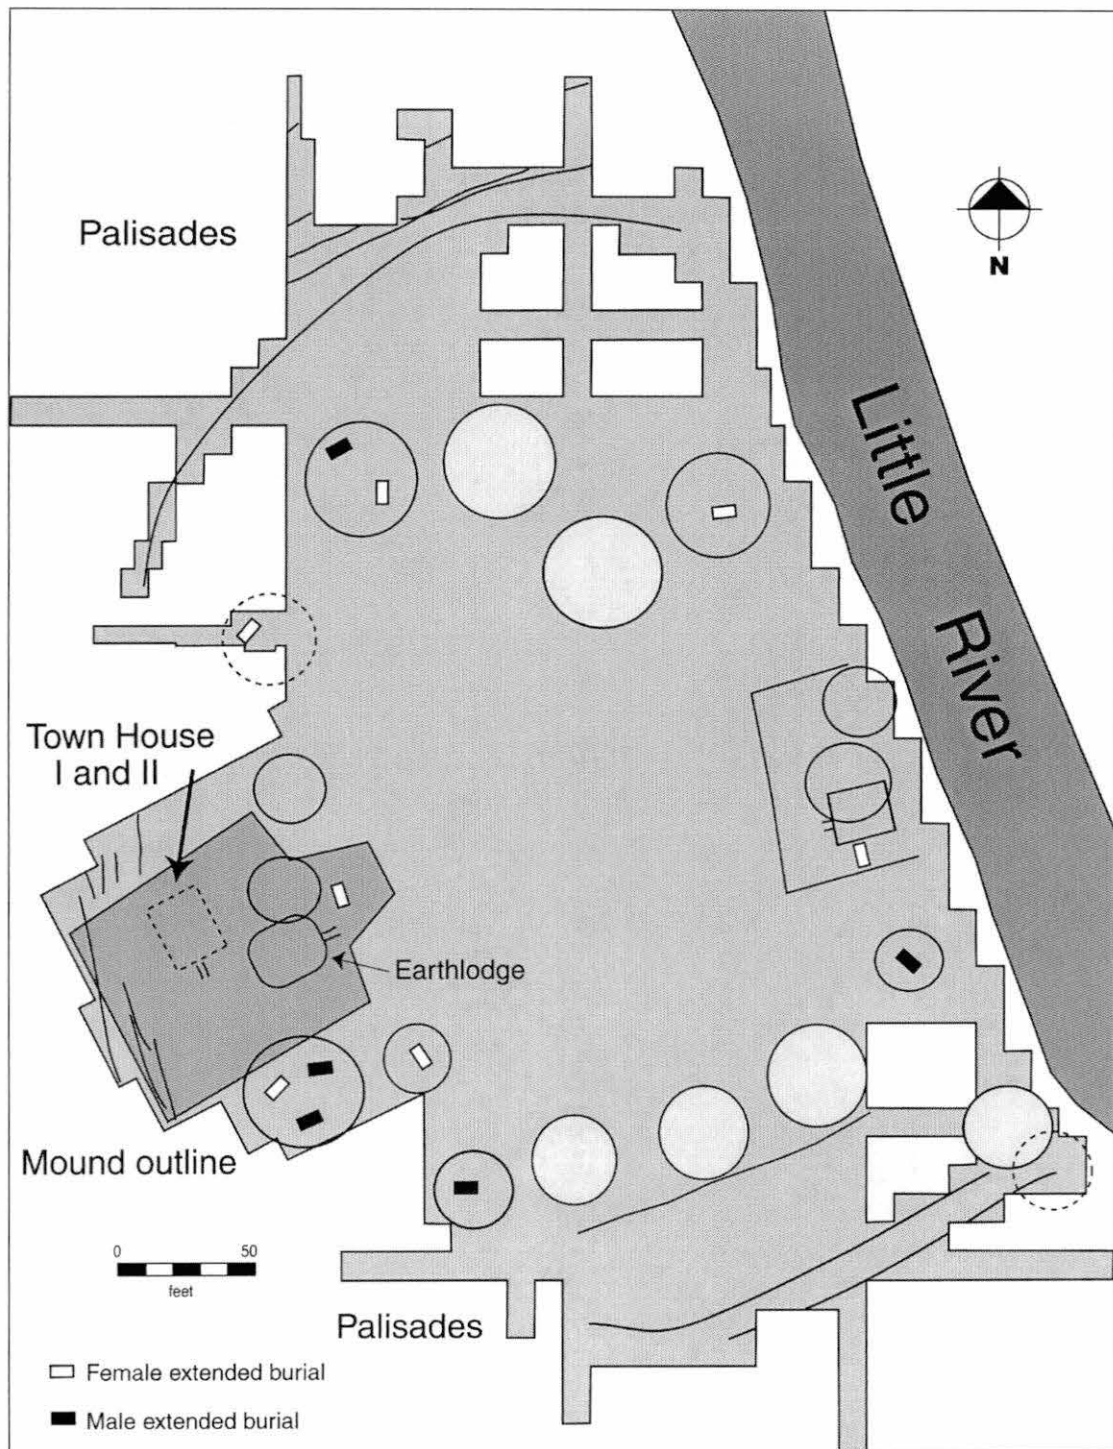 Palisades
N
Little
River
Town House
I and II
Earthlodge
Mound outline
0 50
feet
Palisades
Female extended burial
Male extended burial